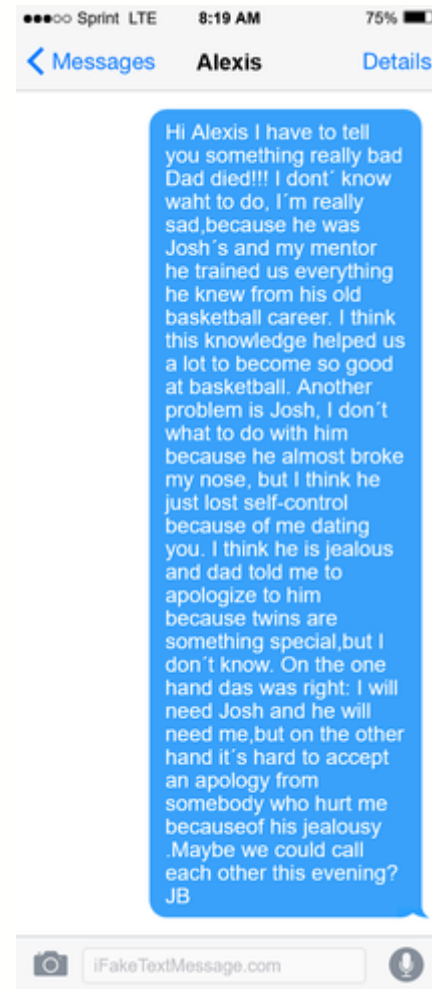 ●●●○○ Sprint LTE 8:19 AM 75%
Messages Alexis Details
Hi Alexis I have to tell
you something really bad
Dad died!!! I dont´ know
waht to do, I´m really
sad,because he was
Josh´s and my mentor
he trained us everything
he knew from his old
basketball career. I think
this knowledge helped us
a lot to become so good
at basketball. Another
problem is Josh, I don´t
what to do with him
because he almost broke
my nose, but I think he
just lost self-control
because of me dating
you. I think he is jealous
and dad told me to
apologize to him
because twins are
something special,but I
don´t know. On the one
hand das was right: I will
need Josh and he will
need me,but on the other
hand it´s hard to accept
an apology from
somebody who hurt me
becauseof his jealousy
.Maybe we could call
each other this evening?
JB
iFakeTextMessage.com